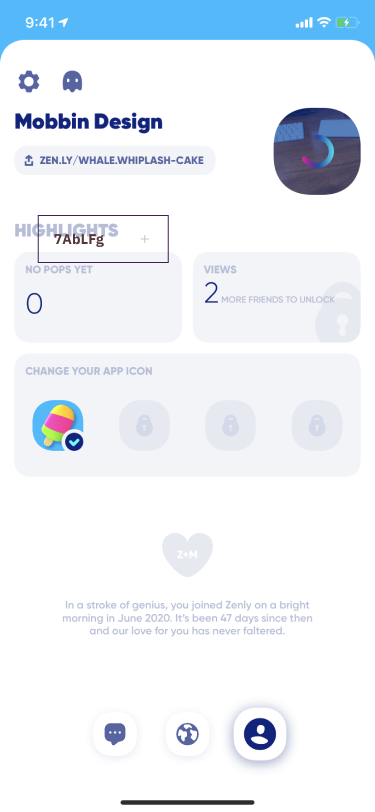 9:41
Mobbin Design
ZEN.LY/WHALE.WHIPLASH-CAKE
HIGHLIGHTS
7AbLFg +
NO POPS YET
0
VIEWS
2 MORE FRIENDS TO UNLOCK
CHANGE YOUR APP ICON
Z+M
In a stroke of genius, you joined Zenly on a bright
morning in June 2020. It's been 47 days since then
and our love for you has never faltered.